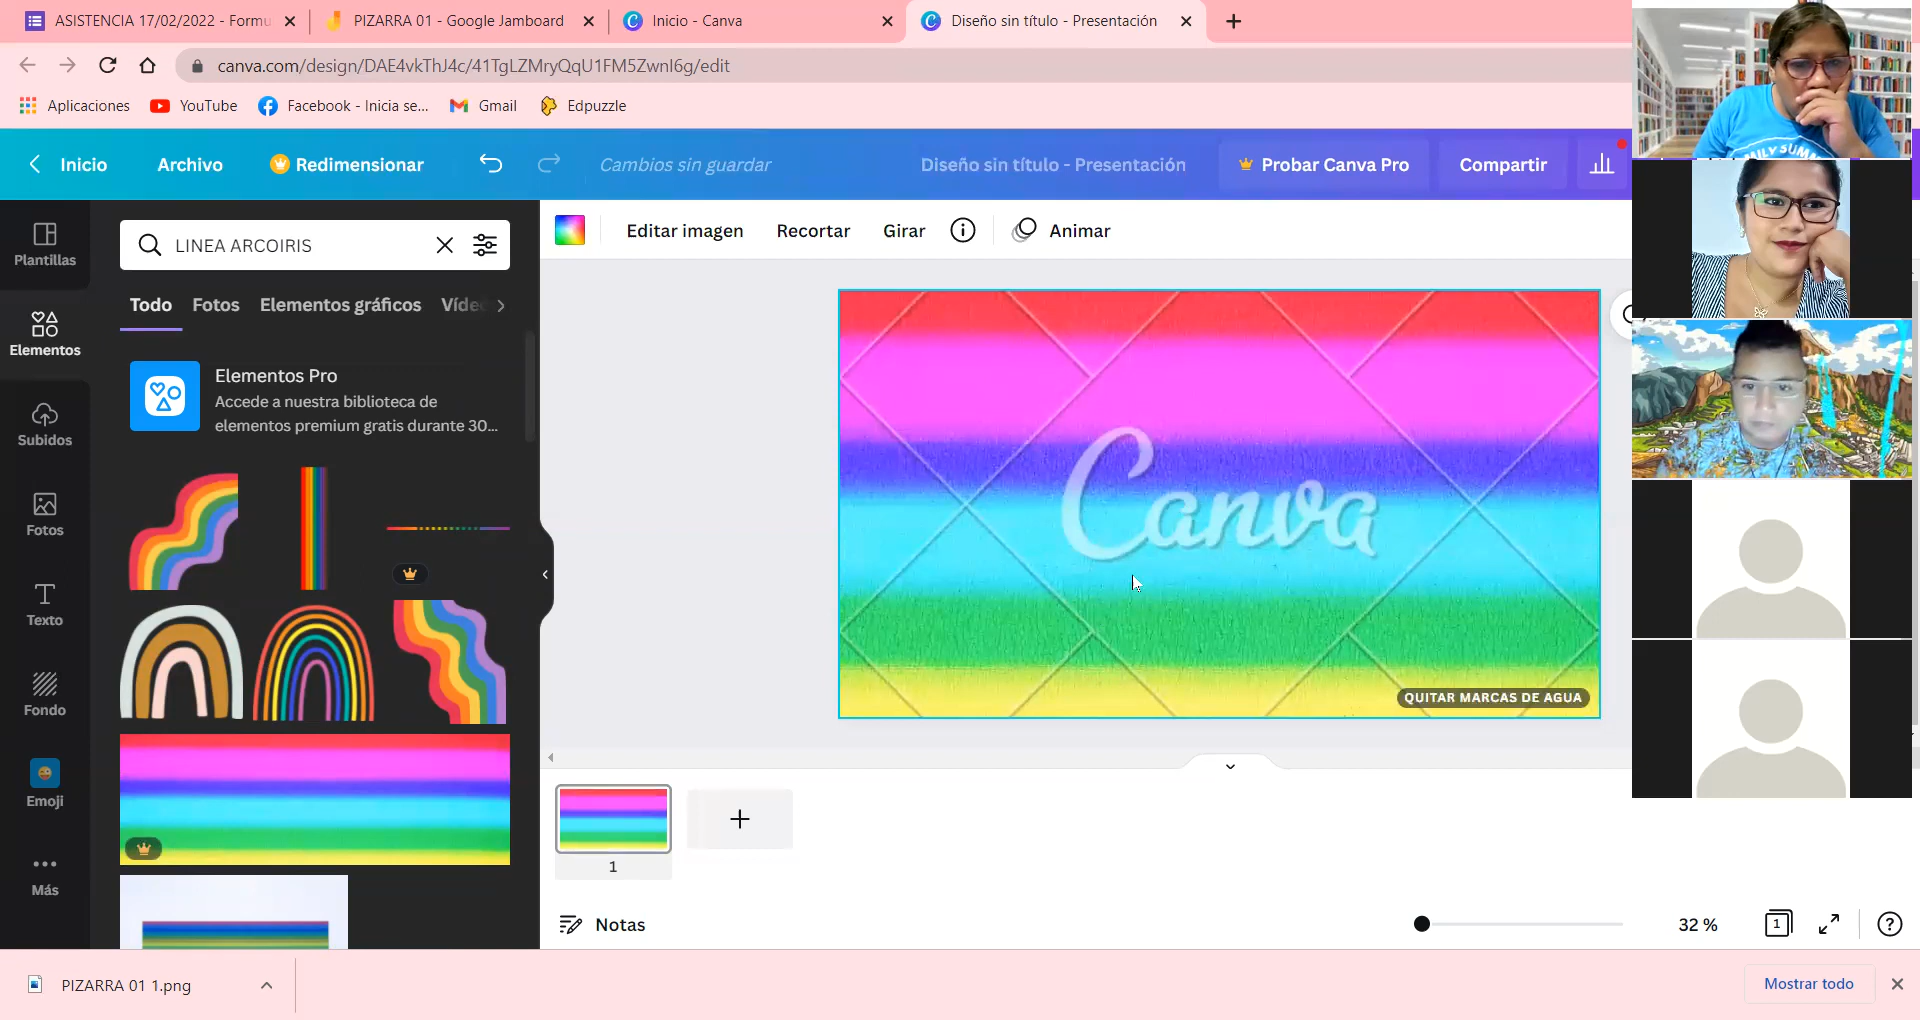 ASISTENCIA 17/02/2022 - Formu
PIZARRA 01 - Google Jamboard
Inicio - Canva
Diseño sin título - Presentación
canva.com/design/DAE4vkThJ4c/41TgLZMryQqU1FM5ZwnI6g/edit
Aplicaciones
YouTube
Facebook - Inicia se...
Gmail
Edpuzzle
Inicio
Archivo
Redimensionar
Cambios sin guardar
Diseño sin título - Presentación
Probar Canva Pro
Compartir
Plantillas
Elementos
Subidos
Fotos
Texto
Fondo
Emoji
Más
LINEA ARCOIRIS
Todo
Fotos
Elementos gráficos
Víde
Elementos Pro
Accede a nuestra biblioteca de
elementos premium gratis durante 30...
Editar imagen
Recortar
Girar
Animar
Canva
QUITAR MARCAS DE AGUA
1
Notas
32 %
1
PIZARRA 01 1.png
Mostrar todo